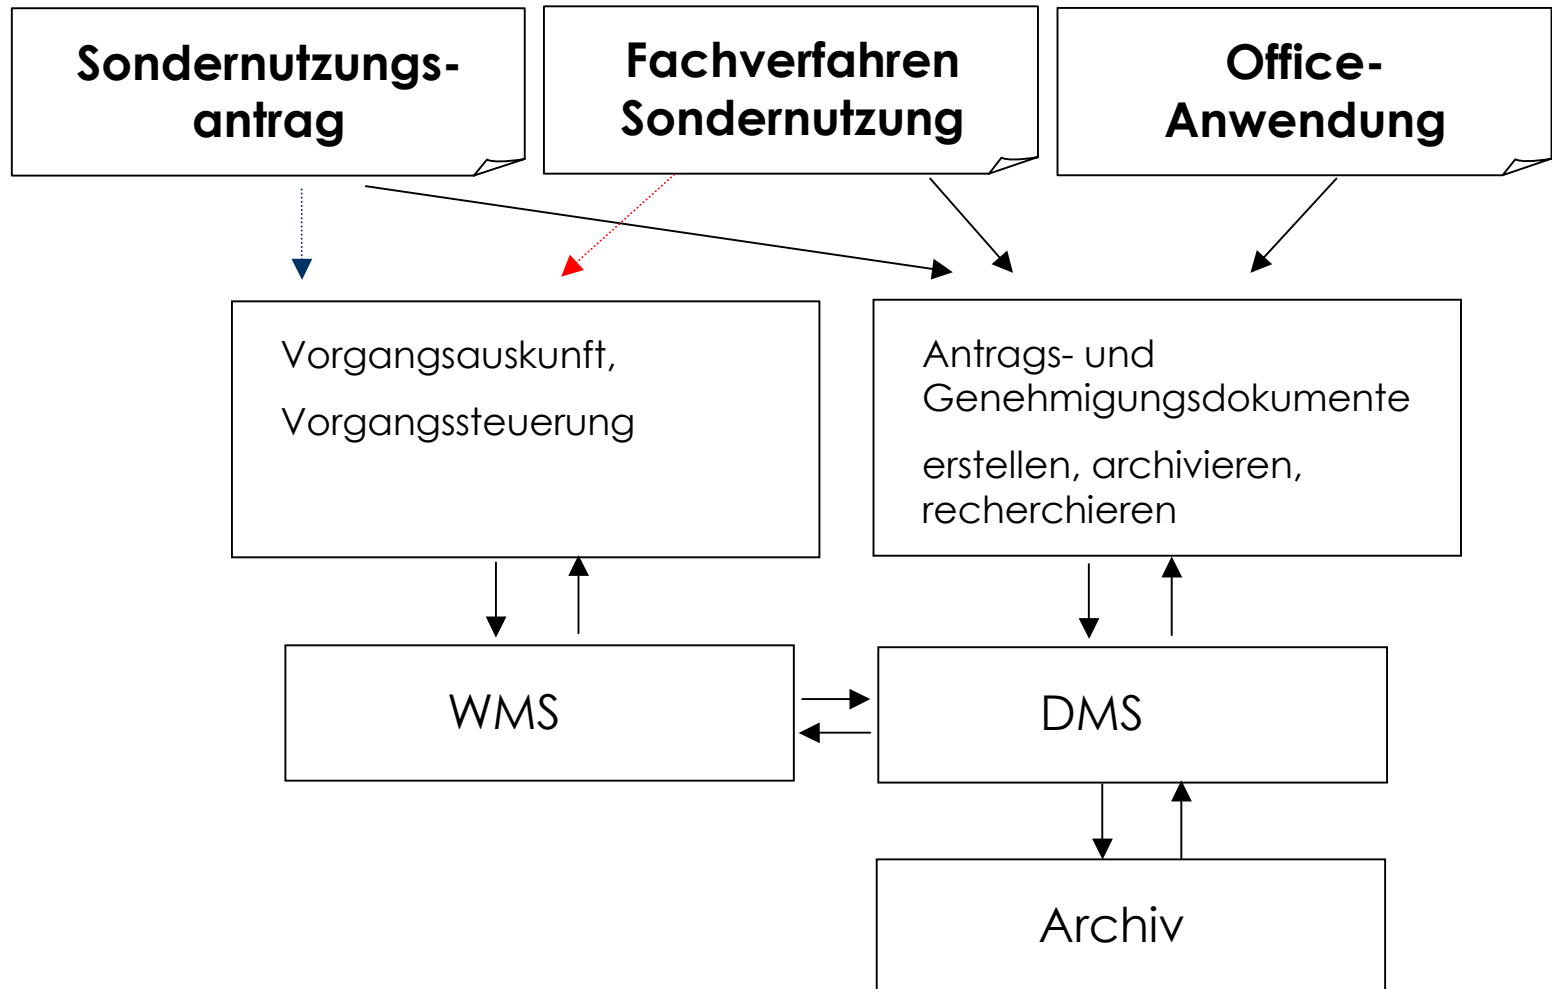 Sondernutzungs-
antrag
Fachverfahren
Sondernutzung
Office-
Anwendung
Vorgangsauskunft,
Vorgangssteuerung
Antrags- und
Genehmigungsdokumente
erstellen, archivieren,
recherchieren
WMS
DMS
Archiv